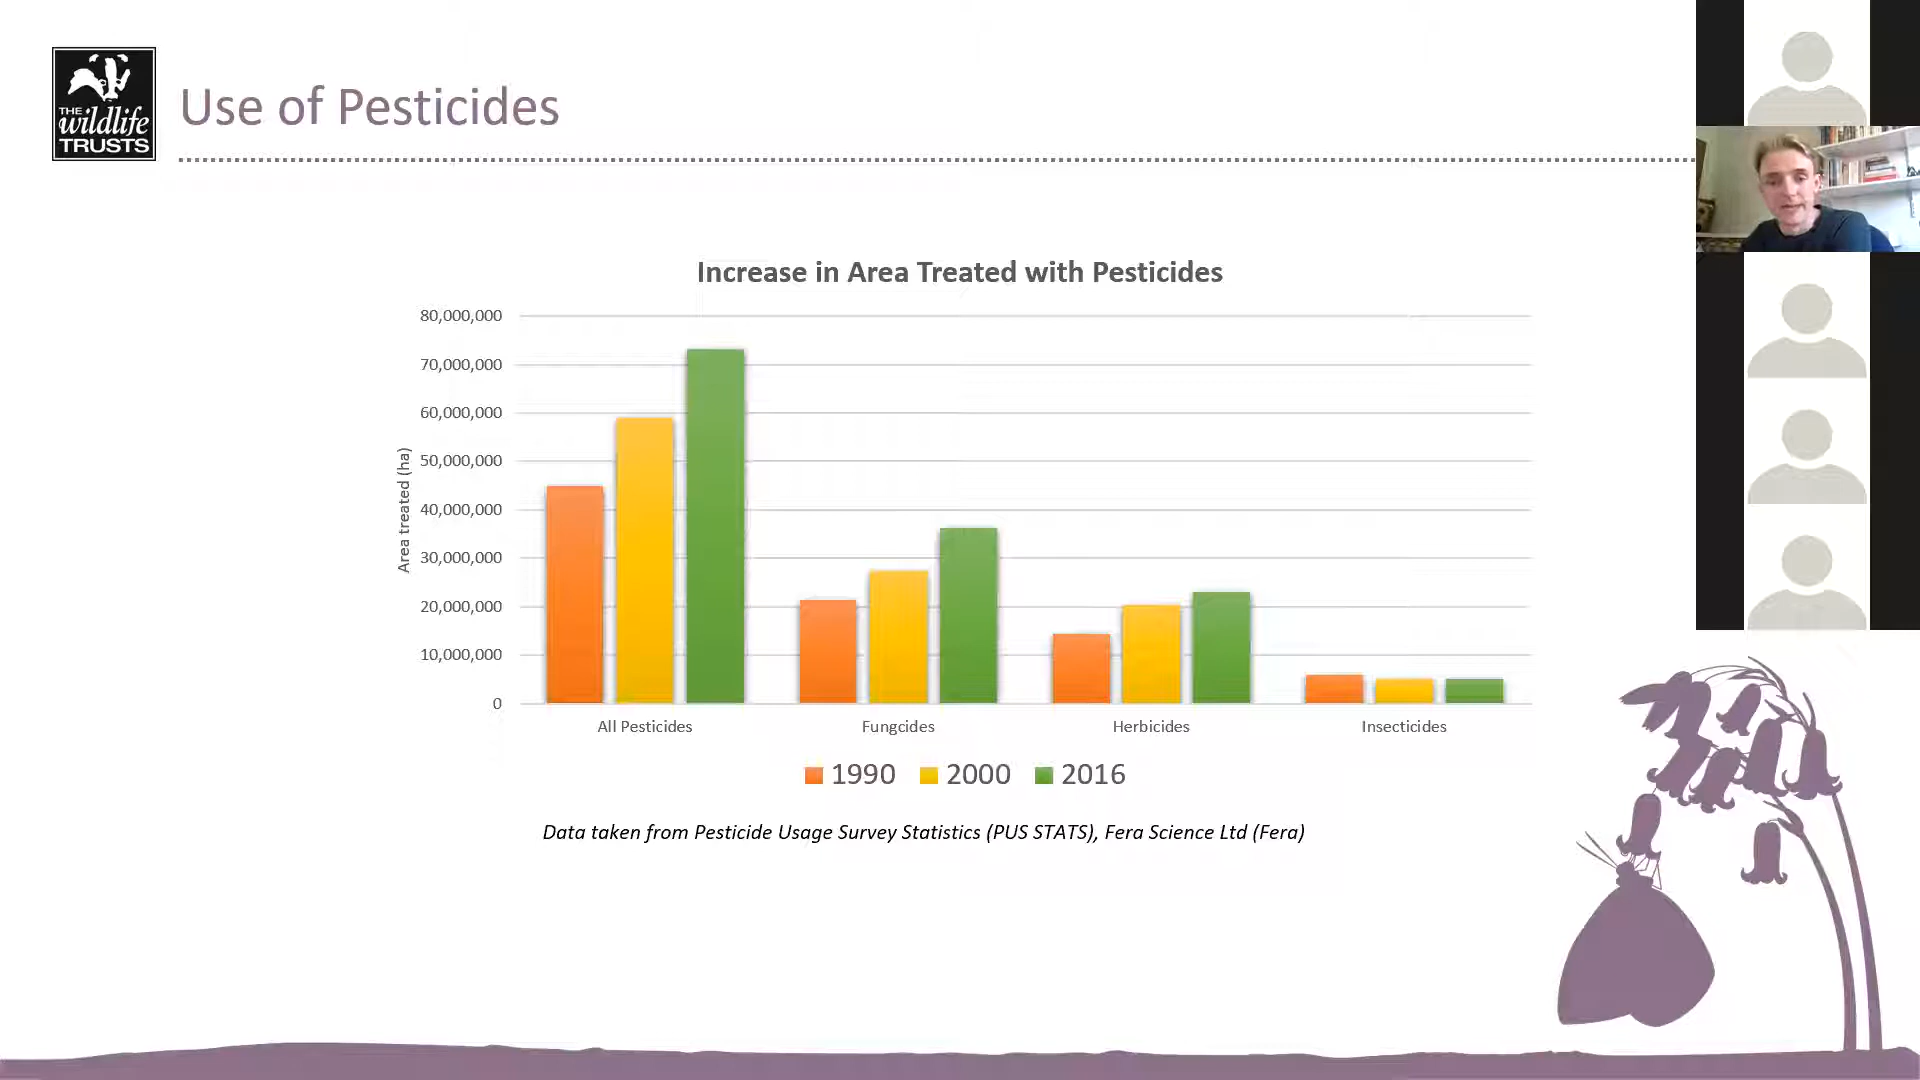 THE
wildlife
TRUSTS
Use of Pesticides
Increase in Area Treated with Pesticides
80,000,000
70,000,000
60,000,000
50,000,000
40,000,000
30,000,000
20,000,000
10,000,000
0
Area treated (ha)
All Pesticides
Fungcides
Herbicides
Insecticides
1990 2000 2016
Data taken from Pesticide Usage Survey Statistics (PUS STATS), Fera Science Ltd (Fera)